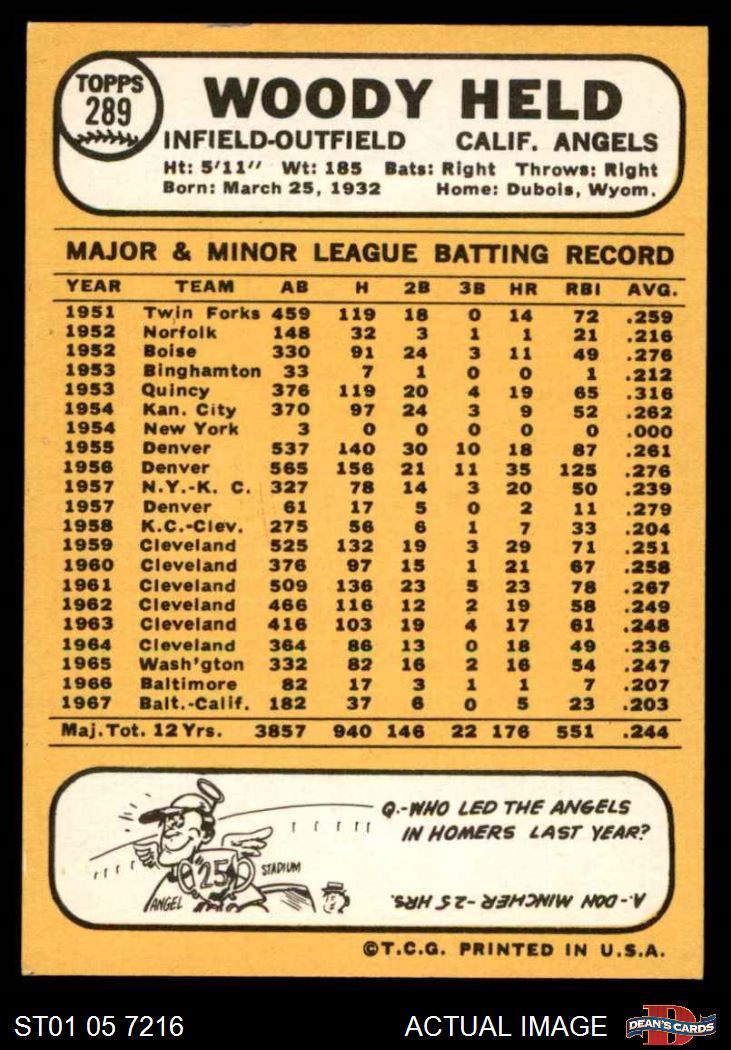 TOPPS
289
WOODY HELD
INFIELD-OUTFIELD CALIF. ANGELS
Ht: 5'11" Wt: 185 Bats: Right Throws: Right
Born: March 25, 1932 Home: Dubois, Wyom.
MAJOR & MINOR LEAGUE BATTING RECORD
YEAR TEAM AB H 2B 3B HR RBI AVG.
1951 Twin Forks 459 119 18 0 14 72 .259
1952 Norfolk 148 32 3 1 1 21 .216
1952 Boise 330 91 24 3 11 49 .276
1953 Binghamton 33 7 1 0 0 1 .212
1953 Quincy 376 119 20 4 19 65 .316
1954 Kan. City 370 97 24 3 9 52 .262
1954 New York 3 0 0 0 0 0 .000
1955 Denver 537 140 30 10 18 87 .261
1956 Denver 565 156 21 11 35 125 .276
1957 N.Y.-K. C. 327 78 14 3 20 50 .239
1957 Denver 61 17 5 0 2 11 .279
1958 K.C.-Clev. 275 56 6 1 7 33 .204
1959 Cleveland 525 132 19 3 29 71 .251
1960 Cleveland 376 97 15 1 21 67 .258
1961 Cleveland 509 136 23 5 23 78 .267
1962 Cleveland 466 116 12 2 19 58 .249
1963 Cleveland 416 103 19 4 17 61 .248
1964 Cleveland 364 86 13 0 18 49 .236
1965 Wash'gton 332 82 16 2 16 54 .247
1966 Baltimore 82 17 3 1 1 7 .207
1967 Balt.-Calif. 182 37 6 0 5 23 .203
Maj. Tot. 12 Yrs. 3857 940 146 22 176 551 .244
Q.-WHO LED THE ANGELS
IN HOMERS LAST YEAR?
25
STADIUM
ANGEL
A.-DON MINCHER-25 HRS.
©T.C.G. PRINTED IN U.S.A.
ST01 05 7216 ACTUAL IMAGE
D
DEAN'S CARDS